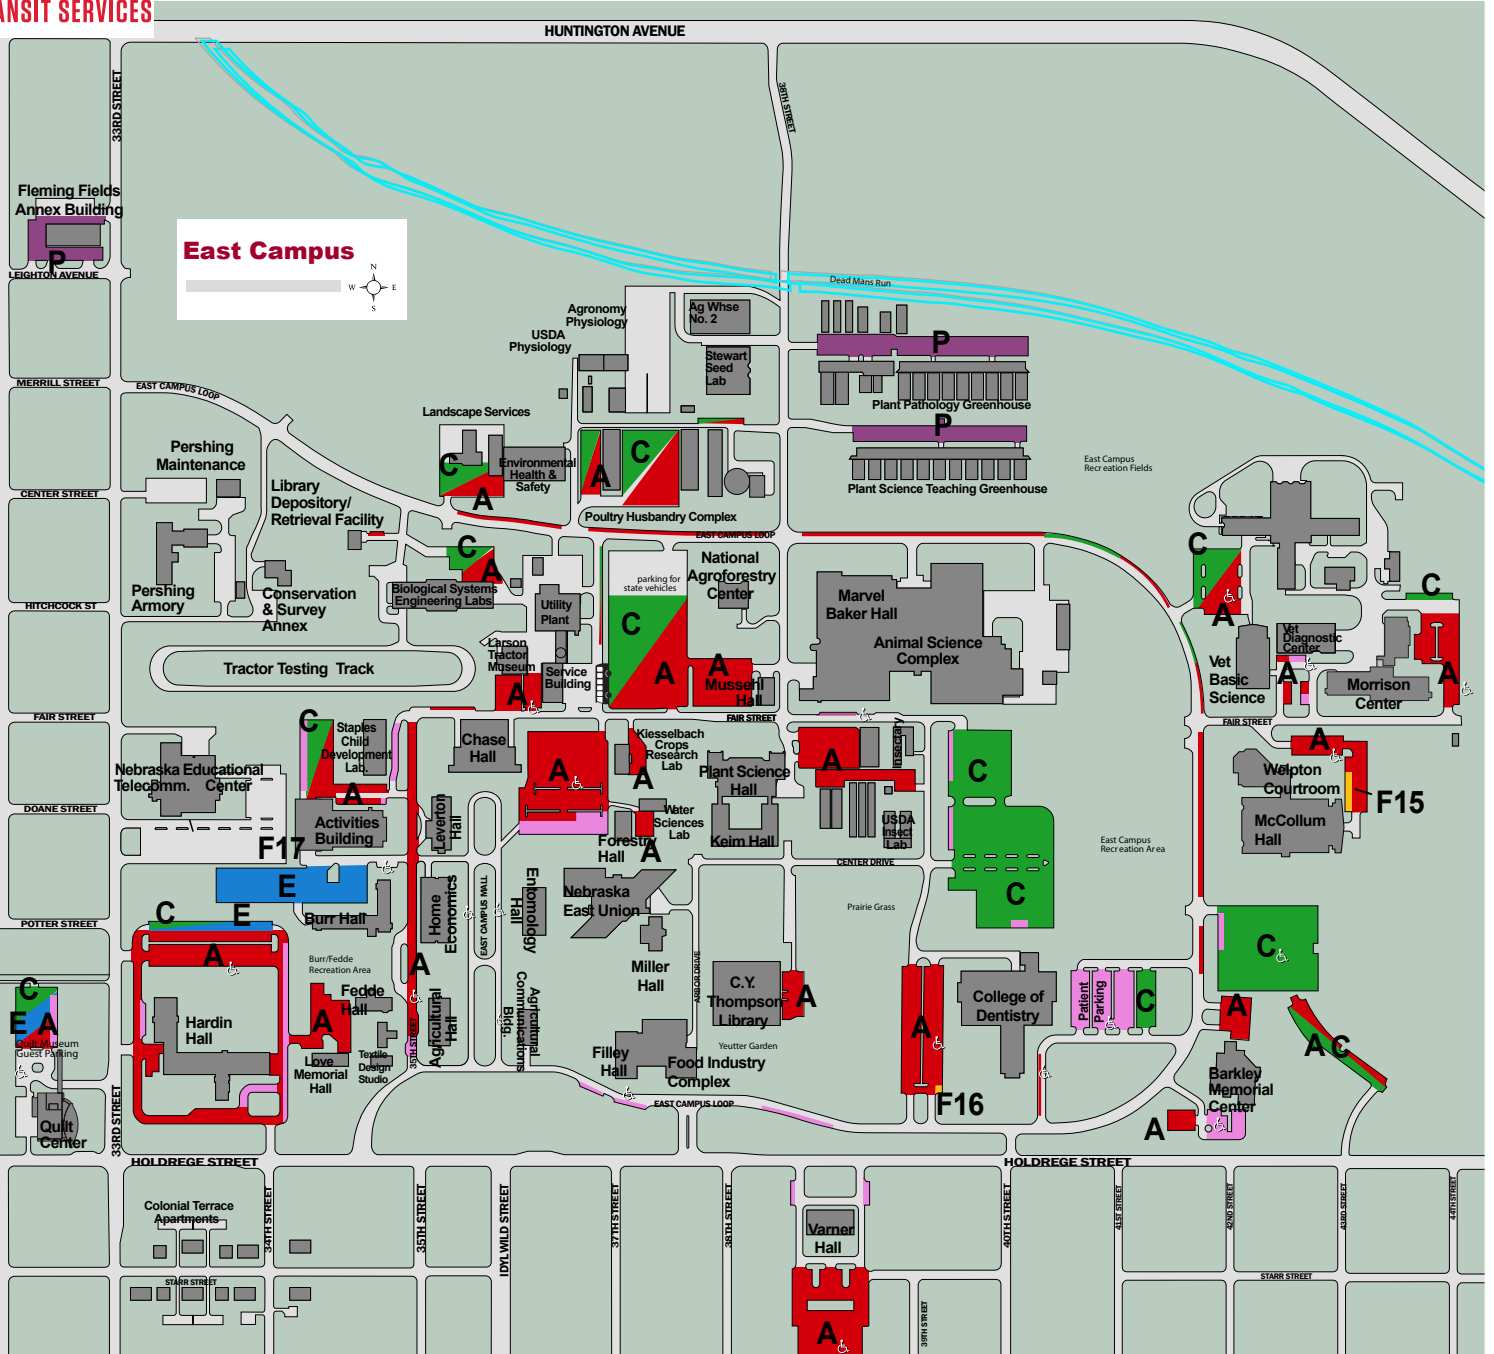 ANSIT SERVICES
HUNTINGTON AVENUE
33RD STREET
38TH STREET
Fleming Fields
Annex Building
P
LEIGHTON AVENUE
East Campus
N
W
E
S
Dead Mans Run
Agronomy
Physiology
USDA
Physiology
Ag Whse
No. 2
Stewart
Seed
Lab
P
Plant Pathology Greenhouse
MERRILL STREET
EAST CAMPUS LOOP
Landscape Services
P
Plant Science Teaching Greenhouse
East Campus
Recreation Fields
Pershing
Maintenance
C
A
Environmental
Health &
Safety
A
C
Poultry Husbandry Complex
CENTER STREET
Library
Depository/
Retrieval Facility
EAST CAMPUS LOOP
C
A
Biological Systems
Engineering Labs
parking for
state vehicles
National
Agroforestry
Center
Marvel
Baker Hall
Animal Science
Complex
C
A
C
Pershing
Armory
HITCHCOCK ST
Conservation
& Survey
Annex
Utility
Plant
C
A
Larson
Tractor
Museum
A
Service
Building
A
Mussehl
Hall
Tractor Testing Track
Vet
Diagnostic
Center
A
Vet
Basic
Science
Morrison
Center
A
FAIR STREET
FAIR STREET
FAIR STREET
C
Staples
Child
Development
Lab.
A
Chase
Hall
A
Kiesselbach
Crops
Research
Lab
A
Plant Science
Hall
A
Insectary
C
A
Welpton
Courtroom
F15
McCollum
Hall
Nebraska Educational
Telecomm. Center
DOANE STREET
Activities
Building
Leverton
Hall
Water
Sciences
Lab
Forestry
Hall
A
Keim Hall
USDA
Insect
Lab
East Campus
Recreation Area
F17
E
CENTER DRIVE
C
Home
Economics
EAST CAMPUS MALL
Entomology
Hall
Nebraska
East Union
Prairie Grass
Burr Hall
POTTER STREET
C
E
A
Burr/Fedde
Recreation Area
A
Miller
Hall
ARBOR DRIVE
C.Y.
Thompson
Library
A
C
C
E
A
Quilt Museum
Guest Parking
Hardin
Hall
Fedde
Hall
A
Love
Memorial
Hall
Textile
Design
Studio
35TH STREET
Agricultural
Hall
Agricultural
Communications
Bldg.
Filley
Hall
Food Industry
Complex
Yeutter Garden
A
College of
Dentistry
Patient
Parking
C
A
A
C
F16
Barkley
Memorial
Center
A
EAST CAMPUS LOOP
Quilt
Center
33RD STREET
HOLDREGE STREET
HOLDREGE STREET
Colonial Terrace
Apartments
34TH STREET
35TH STREET
IDYLWILD STREET
37TH STREET
38TH STREET
Varner
Hall
40TH STREET
41ST STREET
42ND STREET
43RD STREET
44TH STREET
STARR STREET
STARR STREET
39TH STREET
A